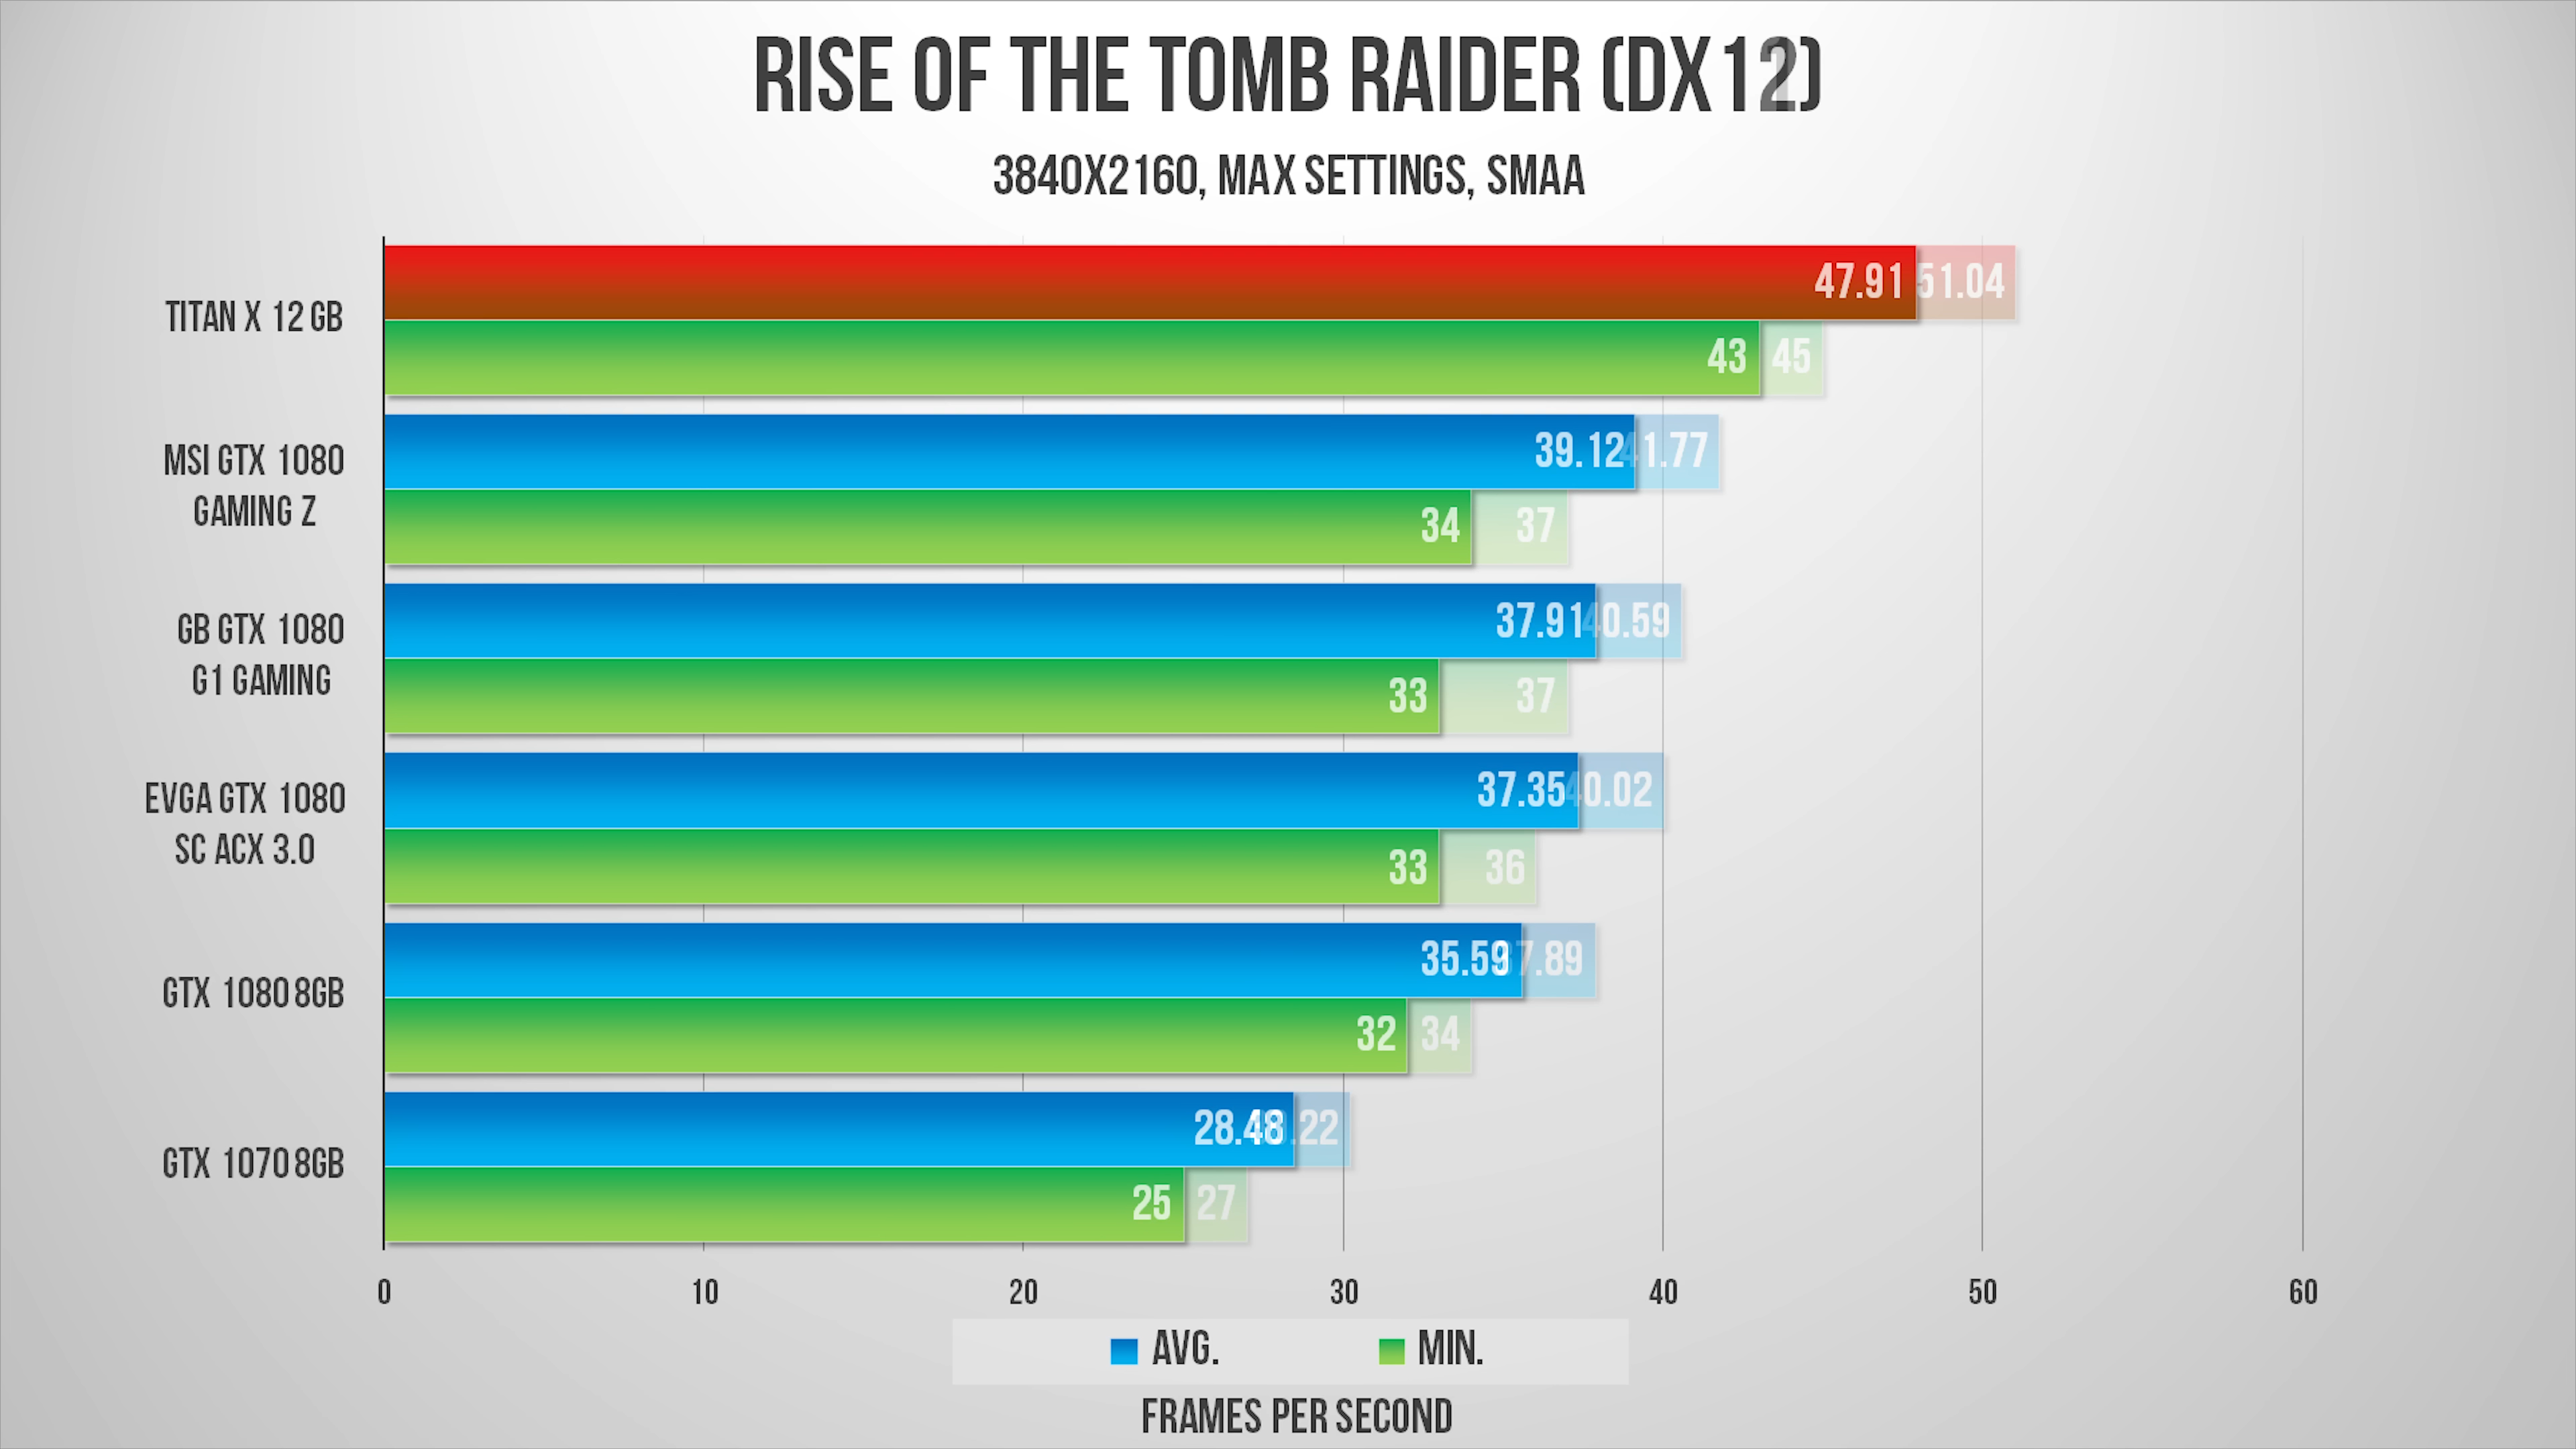 RISE OF THE TOMB RAIDER (DX12)
3840X2160, MAX SETTINGS, SMAA
TITAN X 12 GB
47.91 51.04
43 45
MSI GTX 1080
GAMING Z
39.12 41.77
34 37
GB GTX 1080
G1 GAMING
37.91 40.59
33 37
EVGA GTX 1080
SC ACX 3.0
37.35 40.02
33 36
GTX 1080 8GB
35.59 37.89
32 34
GTX 1070 8GB
28.48
25 27
0 10 20 30 40 50 60
AVG. MIN.
FRAMES PER SECOND